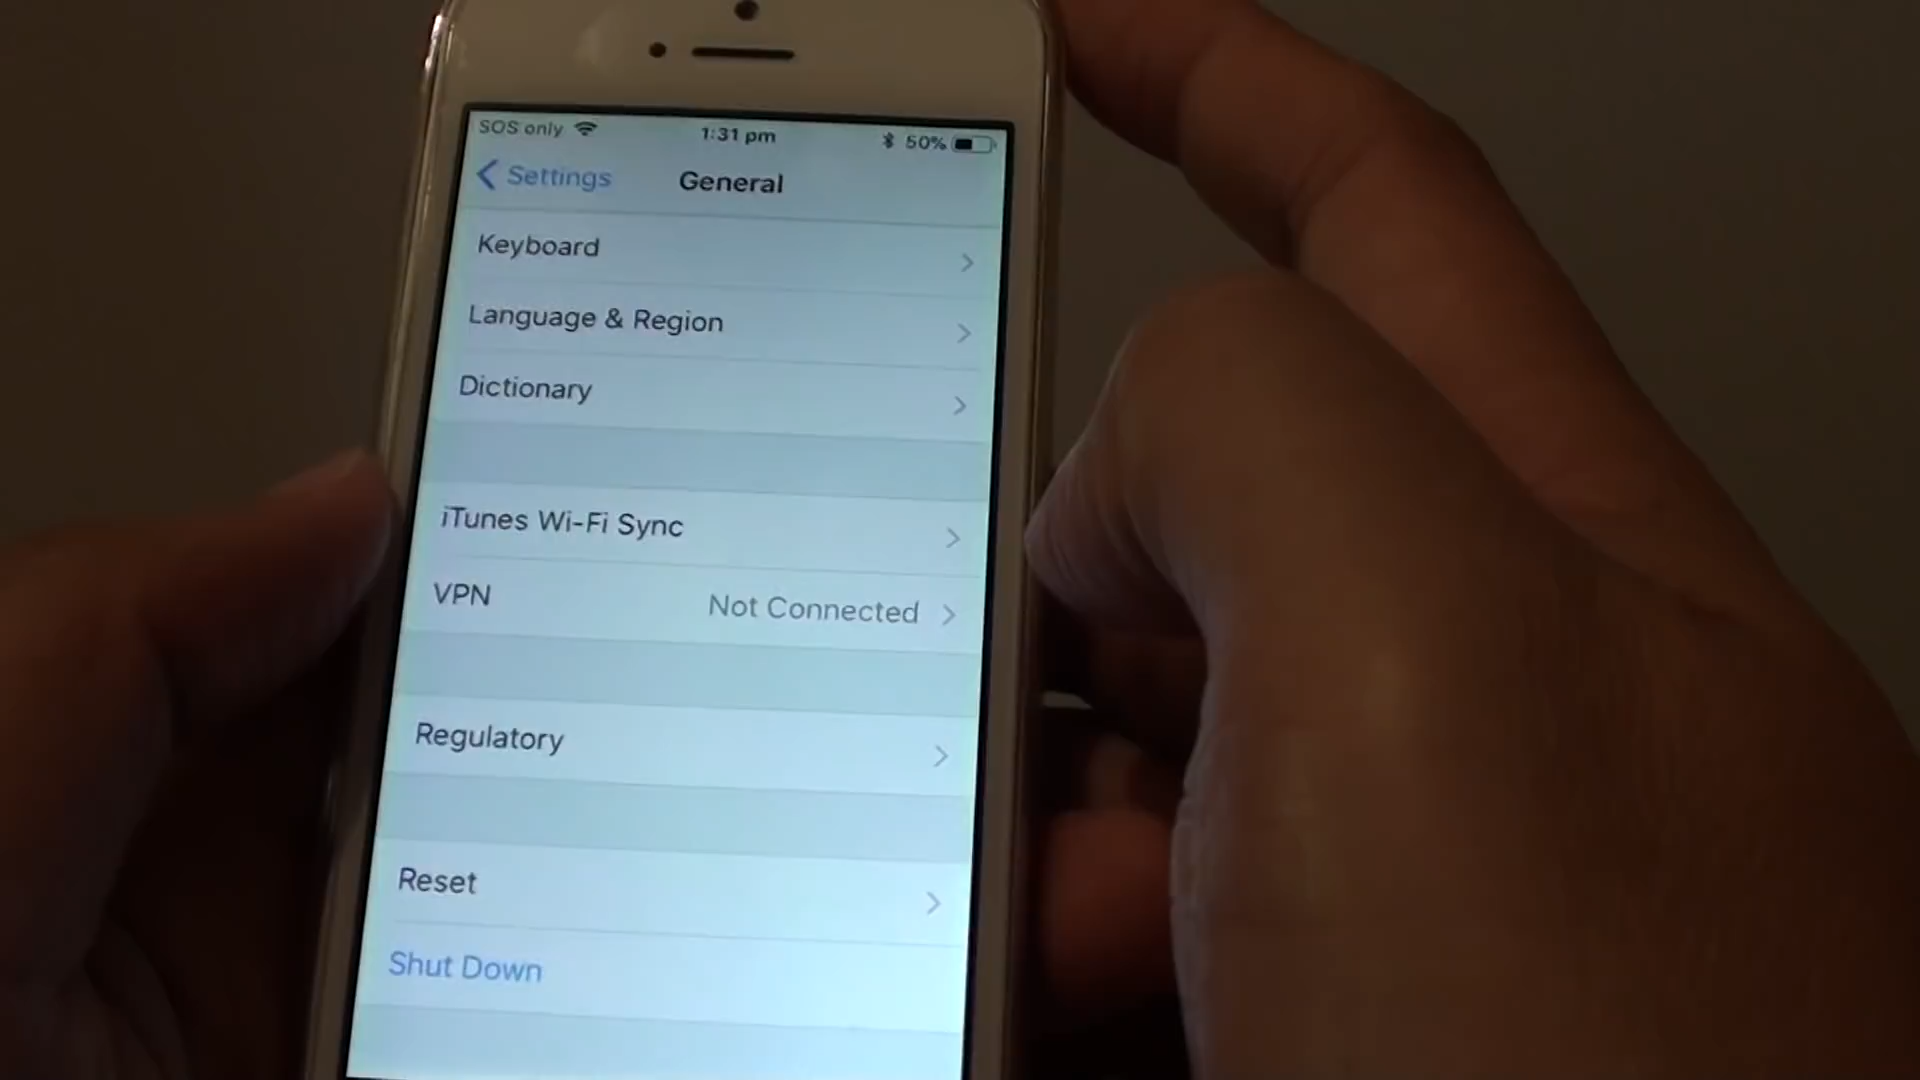 SOS only 1:31 pm 50%
Settings General
Keyboard
Language & Region
Dictionary
iTunes Wi-Fi Sync
VPN Not Connected
Regulatory
Reset
Shut Down